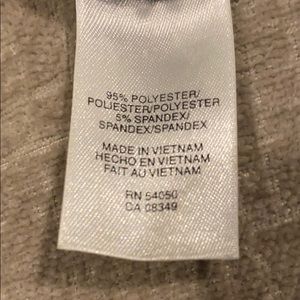 95% POLYESTER/
POLIESTER/POLYESTER
5% SPANDEX/
SPANDEX/SPANDEX
MADE IN VIETNAM
HECHO EN VIETNAM
FAIT AU VIETNAM
RN 54050
CA 08349